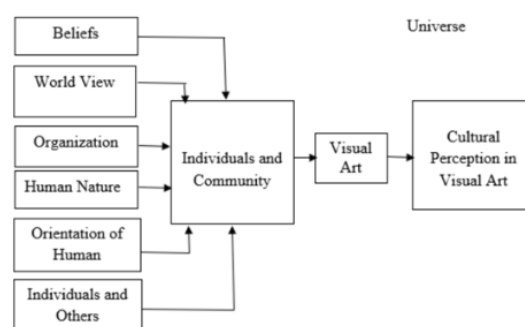 Beliefs
Universe
World View
Organization
Human Nature
Orientation of
Human
Individuals and
Others
Individuals and
Community
Visual
Art
Cultural
Perception in
Visual Art